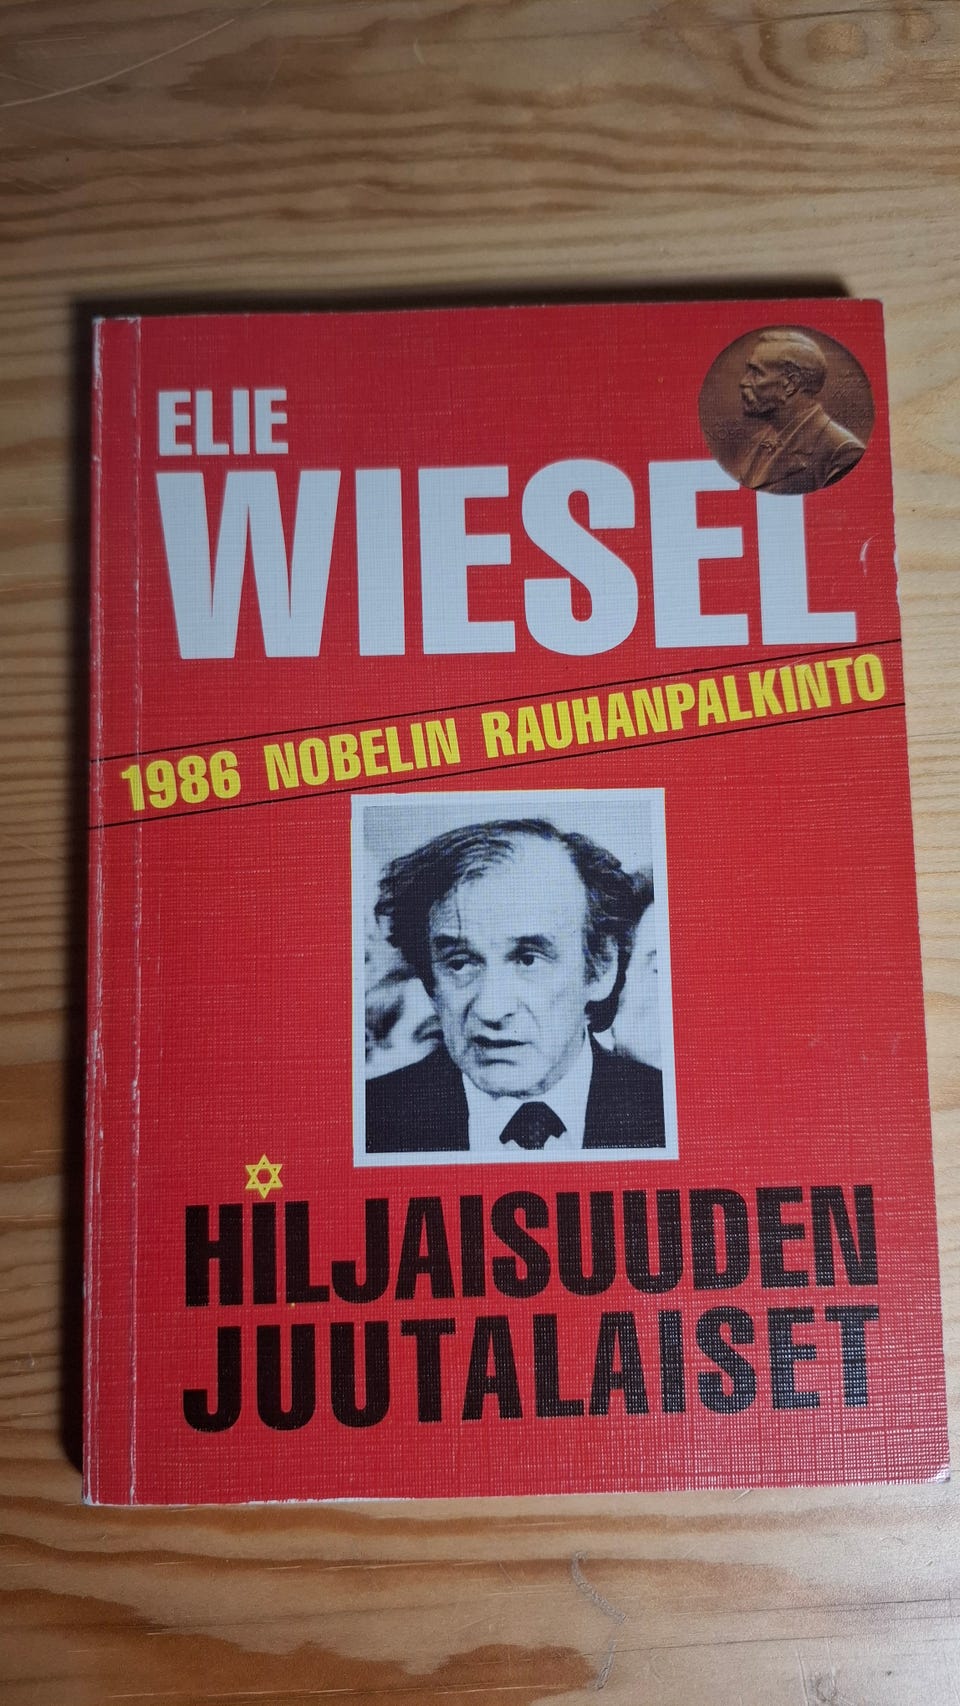 ELIE
WIESEL
1986 NOBELIN RAUHANPALKINTO
HILJAISUUDEN
JUUTALAISET